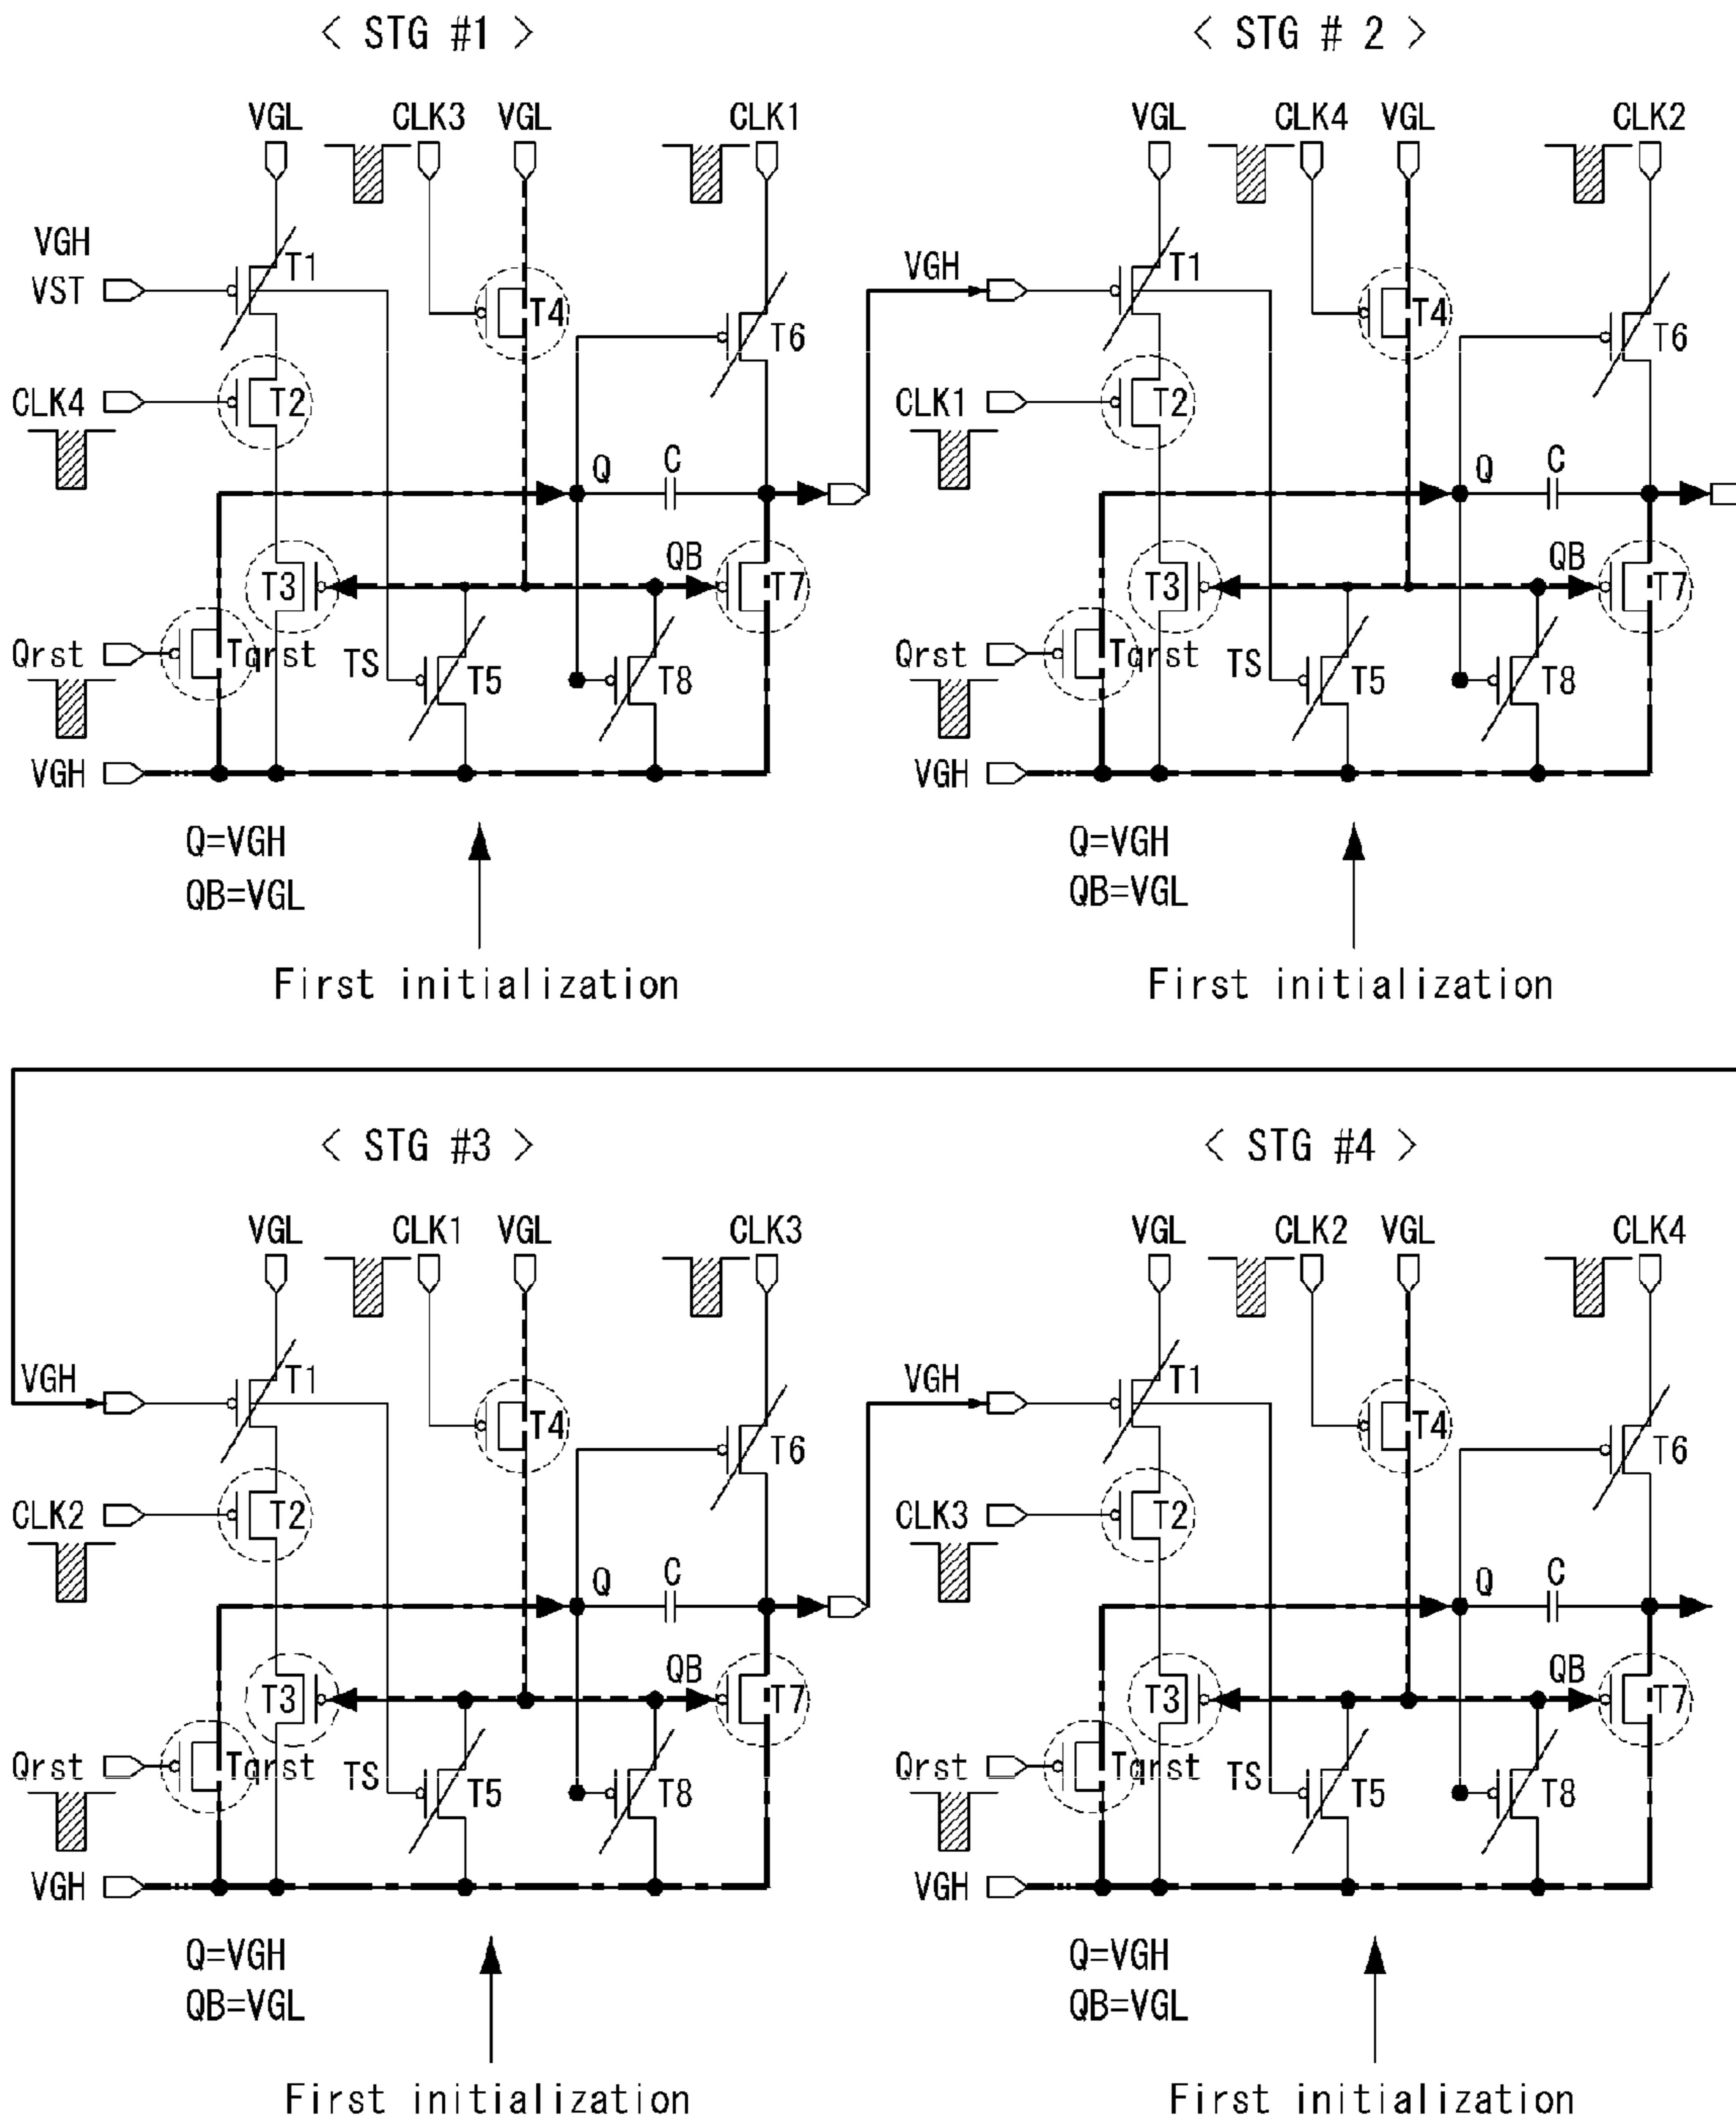 < STG #1 >
< STG # 2 >
VGL CLK3 VGL CLK1
VGL CLK4 VGL CLK2
VGH
VST
T1
T4
T6
VGH
T1
T4
T6
CLK4
T2
CLK1
T2
Q
C
Q
C
T3
QB
T7
T3
QB
T7
Qrst
Tqrst
TS
T5
T8
Qrst
Tqrst
TS
T5
T8
VGH
VGH
Q=VGH
QB=VGL
Q=VGH
QB=VGL
First initialization
First initialization
< STG #3 >
< STG #4 >
VGL CLK1 VGL CLK3
VGL CLK2 VGL CLK4
VGH
T1
T4
T6
VGH
T1
T4
T6
CLK2
T2
CLK3
T2
Q
C
Q
C
T3
QB
T7
T3
QB
T7
Qrst
Tqrst
TS
T5
T8
Qrst
Tqrst
TS
T5
T8
VGH
VGH
Q=VGH
QB=VGL
Q=VGH
QB=VGL
First initialization
First initialization